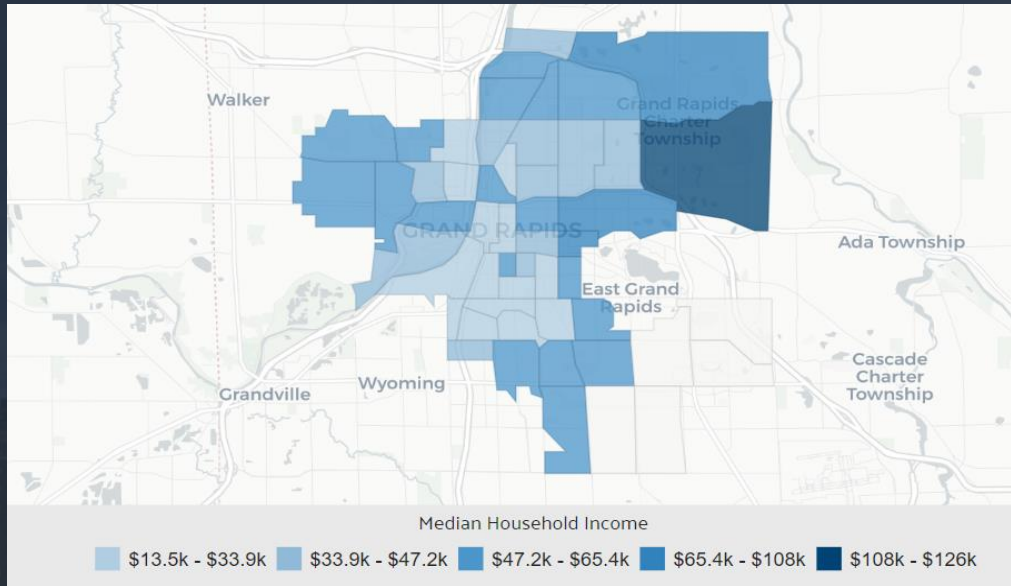 Walker
Grand Rapids
Charter
Township
GRAND RAPIDS
Ada Township
East Grand
Rapids
Cascade
Charter
Township
Wyoming
Grandville
Median Household Income
$13.5k - $33.9k
$33.9k - $47.2k
$47.2k - $65.4k
$65.4k - $108k
$108k - $126k